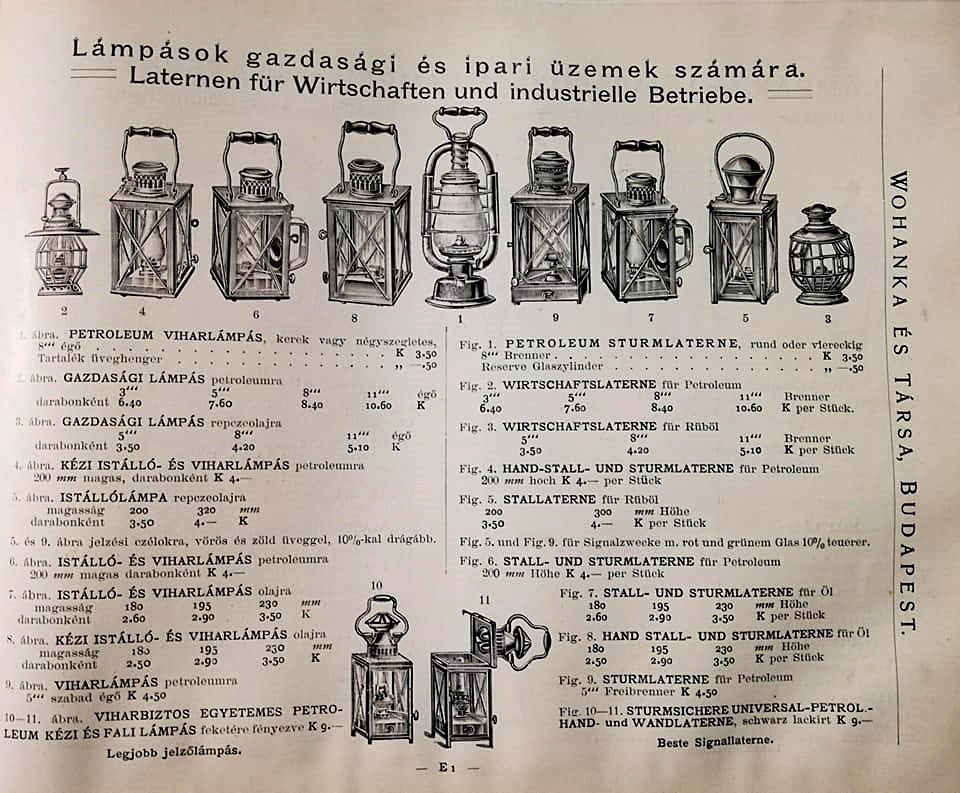 Lámpások gazdasági és ipari üzemek számára.
Laternen für Wirtschaften und industrielle Betriebe.
2
4
6
8
1
9
7
5
3
1. ábra. PETROLEUM VIHARLÁMPÁS, kerek vagy négyszegletes,
8''' égő . . . . . . . . . . . . . . . . . K 3.50
Tartalék üveghenger . . . . . . . . . . . . . . „ —.50
2. ábra. GAZDASÁGI LÁMPÁS petroleumra
3''' 5''' 8''' 11''' égő
darabonként 6.40 7.60 8.40 10.60 K
3. ábra. GAZDASÁGI LÁMPÁS repczeolajra
5''' 8''' 11''' égő
darabonként 3.50 4.20 5.10 K
4. ábra. KÉZI ISTÁLLÓ- ÉS VIHARLÁMPÁS petroleumra
200 mm magas, darabonként K 4.—
5. ábra. ISTÁLLÓLÁMPA repczeolajra
magasság 200 320 mm
darabonként 3.50 4.— K
5. és 9. ábra jelzési czélokra, vörös és zöld üveggel, 10%-kal drágább.
6. ábra. ISTÁLLÓ- ÉS VIHARLÁMPÁS petroleumra
200 mm magas darabonként K 4.—
7. ábra. ISTÁLLÓ- ÉS VIHARLÁMPÁS olajra
magasság 180 195 230 mm
darabonként 2.60 2.90 3.50 K
8. ábra. KÉZI ISTÁLLÓ- ÉS VIHARLÁMPÁS olajra
magasság 180 195 230 mm
darabonként 2.50 2.90 3.50 K
9. ábra. VIHARLÁMPÁS petroleumra
5''' szabad égő K 4.50
10—11. ábra. VIHARBIZTOS EGYETEMES PETRO-
LEUM KÉZI ÉS FALI LÁMPÁS feketére fényezve K 9.—
Legjobb jelzőlámpás.
10
11
Fig. 1. PETROLEUM STURMLATERNE, rund oder viereckig
8''' Brenner . . . . . . . . . . . . . . . . . K 3.50
Reserve Glaszylinder . . . . . . . . . . . . . . „ —.50
Fig. 2. WIRTSCHAFTSLATERNE für Petroleum
3''' 5''' 8''' 11''' Brenner
6.40 7.60 8.40 10.60 K per Stück.
Fig. 3. WIRTSCHAFTSLATERNE für Rüböl
5''' 8''' 11''' Brenner
3.50 4.20 5.10 K per Stück
Fig. 4. HAND-STALL- UND STURMLATERNE für Petroleum
200 mm hoch K 4.— per Stück
Fig. 5. STALLATERNE für Rüböl
200 300 mm Höhe
3.50 4.— K per Stück
Fig. 5. und Fig. 9. für Signalzwecke m. rot und grünem Glas 10% teuerer.
Fig. 6. STALL- UND STURMLATERNE für Petroleum
200 mm Höhe K 4.— per Stück
Fig. 7. STALL- UND STURMLATERNE für Öl
180 195 230 mm Höhe
2.60 2.90 3.50 K per Stück
Fig. 8. HAND STALL- UND STURMLATERNE für Öl
180 195 230 mm Höhe
2.50 2.90 3.50 K per Stück
Fig. 9. STURMLATERNE für Petroleum
5''' Freibrenner K 4.50
Fig. 10—11. STURMSICHERE UNIVERSAL-PETROL.-
HAND- und WANDLATERNE, schwarz lackirt K 9.—
Beste Signallaterne.
— E 1 —
WOHANKA ÉS TÁRSA, BUDAPEST.